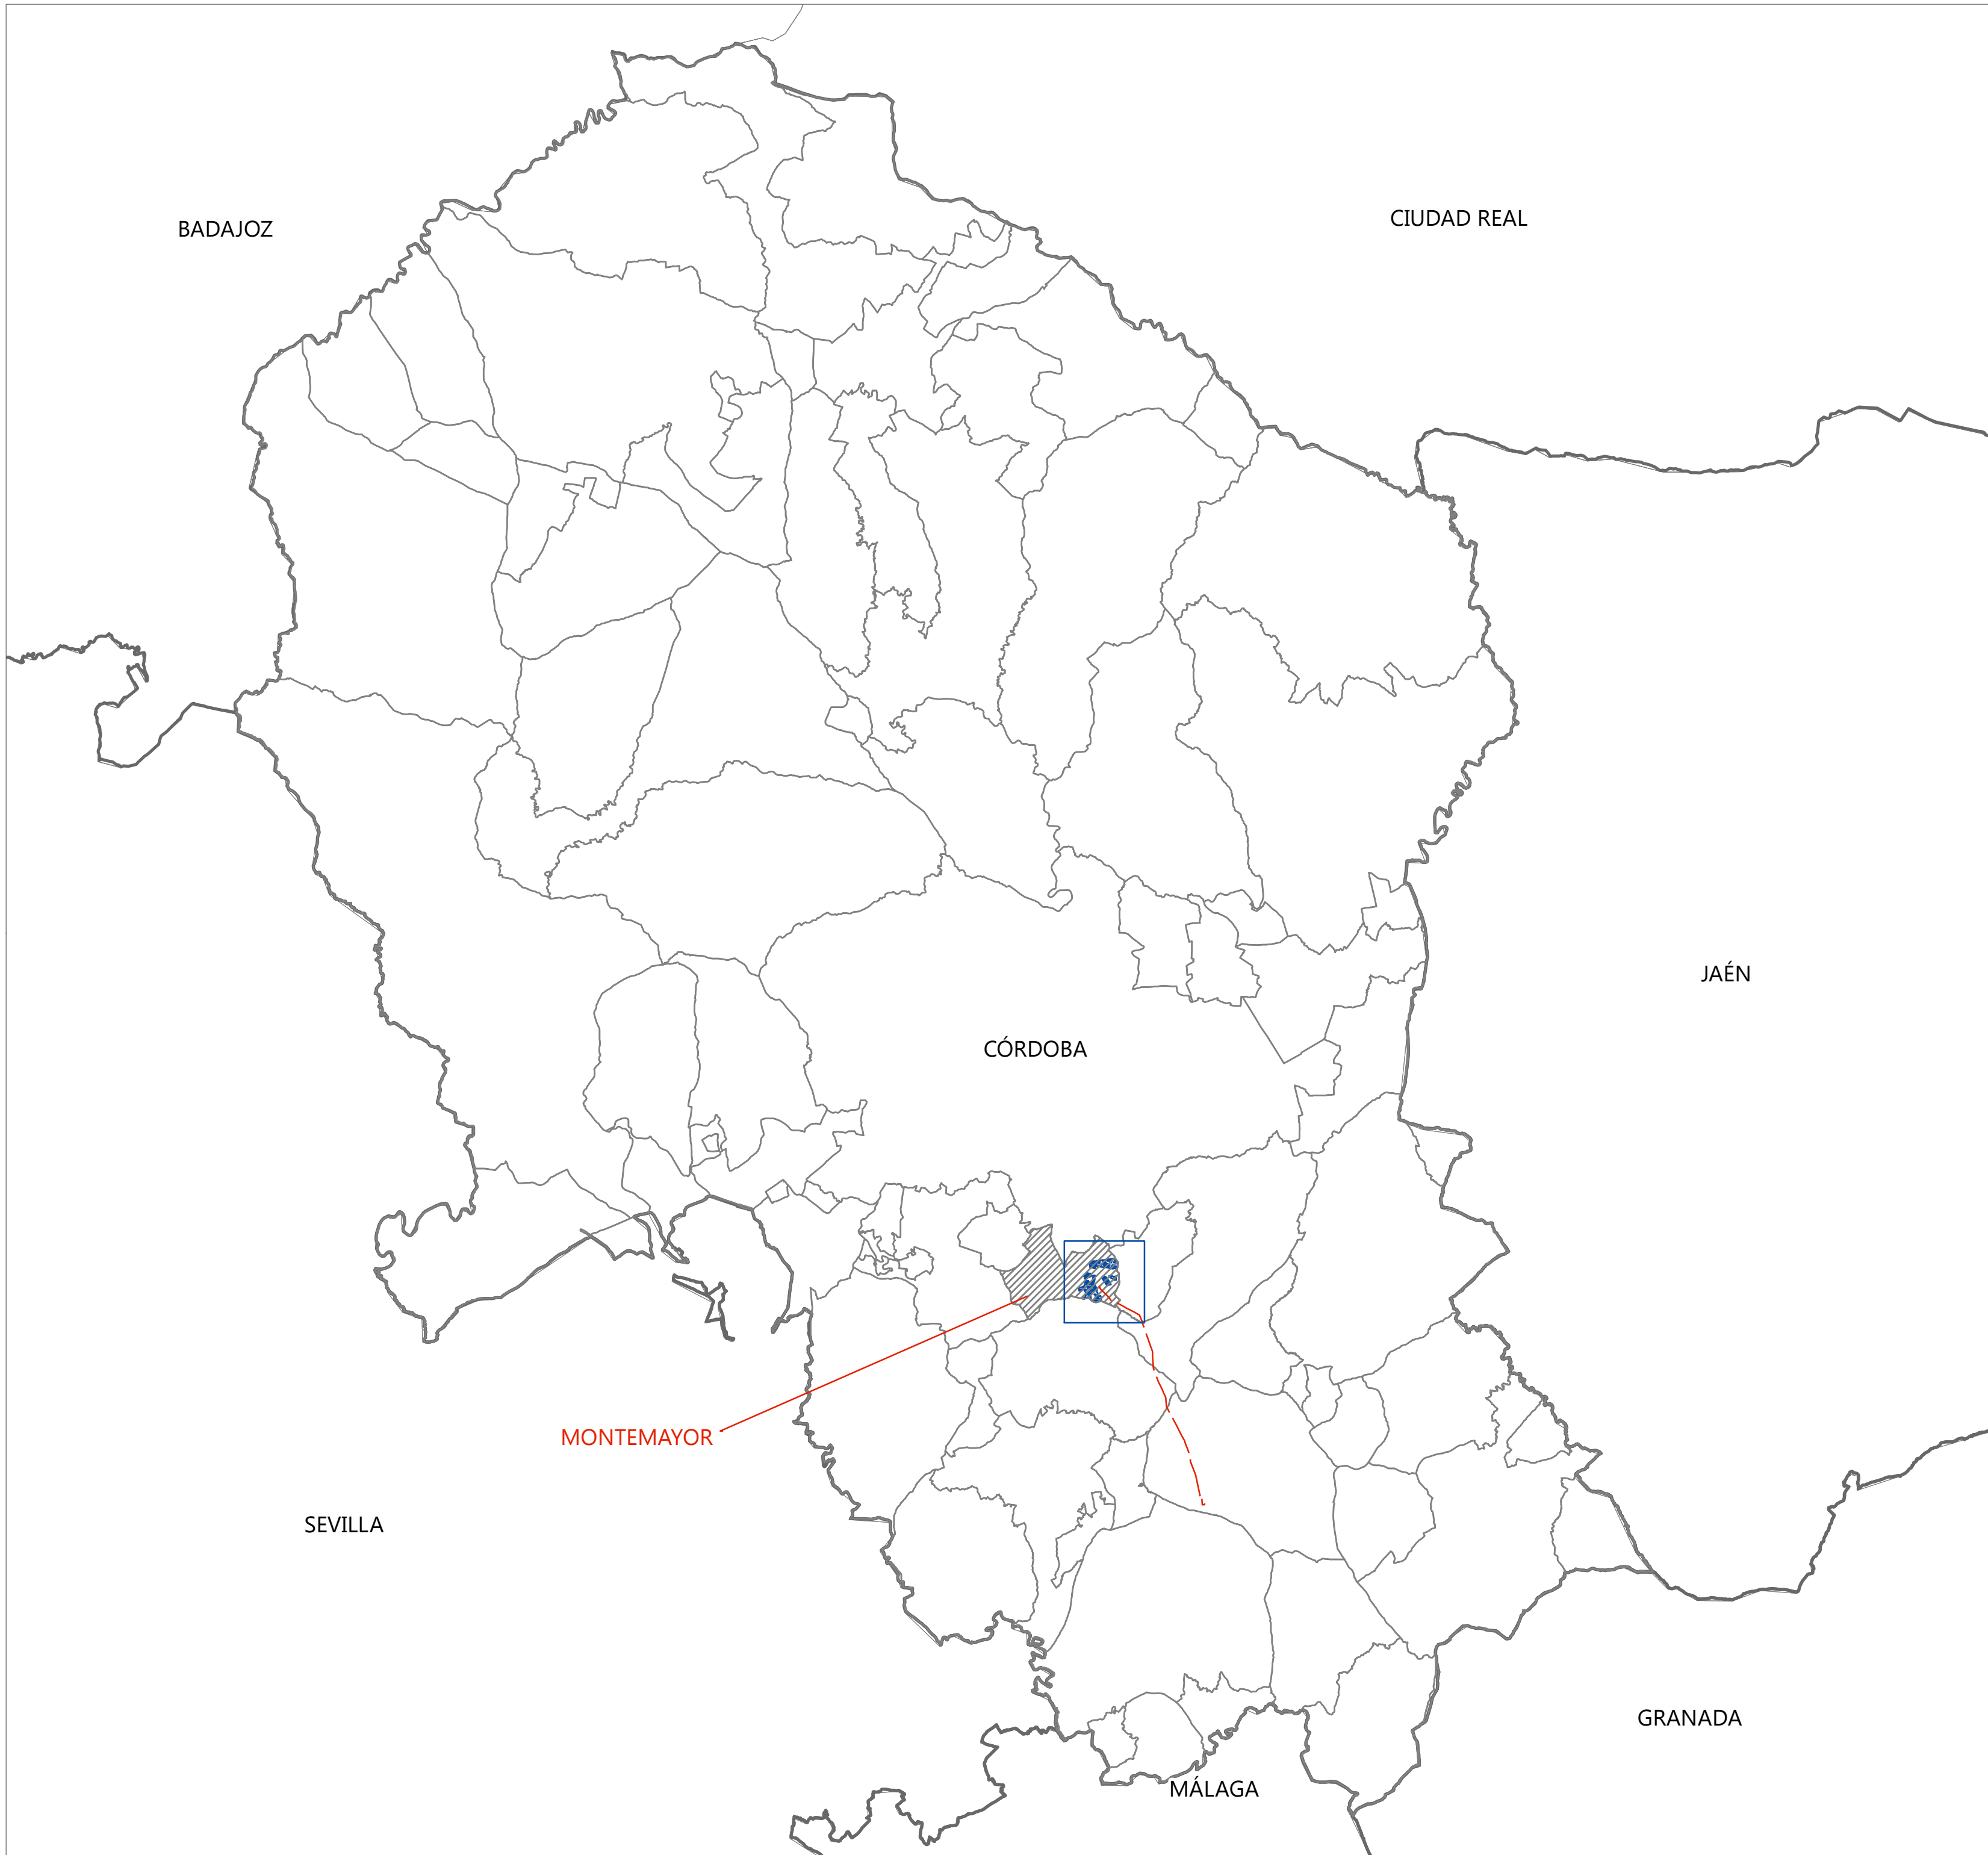 CIUDAD REAL
BADAJOZ
JAÉN
CÓRDOBA
MONTEMAYOR
SEVILLA
GRANADA
MÁLAGA